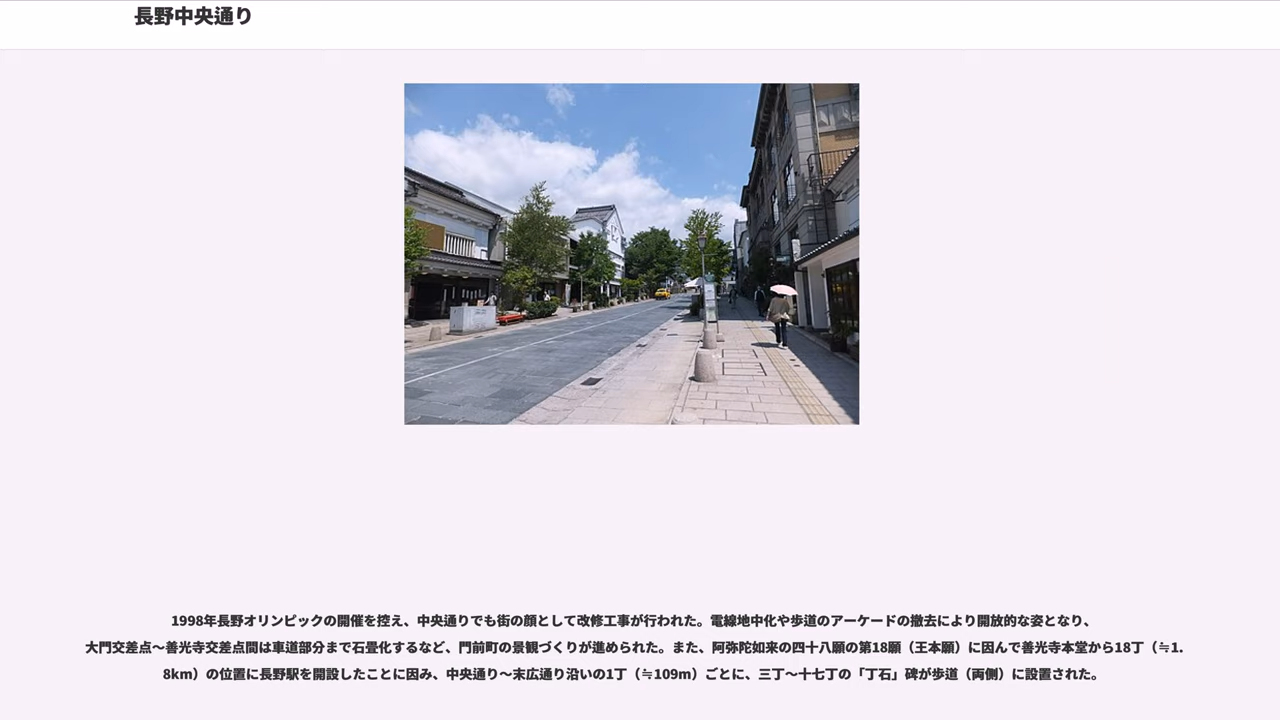 長野中央通り
1998年長野オリンピックの開催を控え、中央通りでも街の顔として改修工事が行われた。電線地中化や歩道のアーケードの撤去により開放的な姿となり、
大門交差点〜善光寺交差点間は車道部分まで石畳化するなど、門前町の景観づくりが進められた。また、阿弥陀如来の四十八願の第18願（王本願）に因んで善光寺本堂から18丁（≒1.
8km）の位置に長野駅を開設したことに因み、中央通り〜末広通り沿いの1丁（≒109m）ごとに、三丁〜十七丁の「丁石」碑が歩道（両側）に設置された。